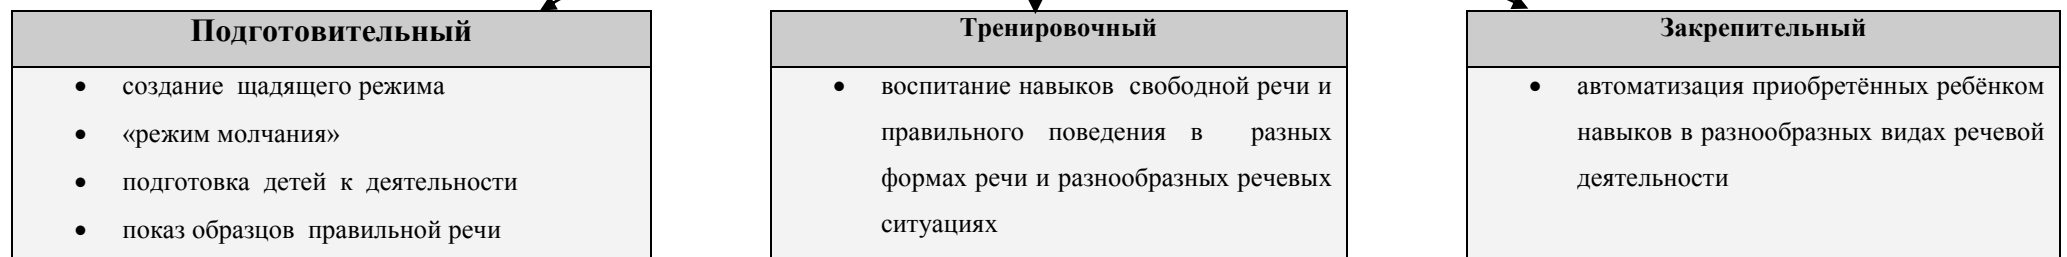 Подготовительный
• создание щадящего режима
• «режим молчания»
• подготовка детей к деятельности
• показ образцов правильной речи
Тренировочный
• воспитание навыков свободной речи и
правильного поведения в разных
формах речи и разнообразных речевых
ситуациях
Закрепительный
• автоматизация приобретённых ребёнком
навыков в разнообразных видах речевой
деятельности